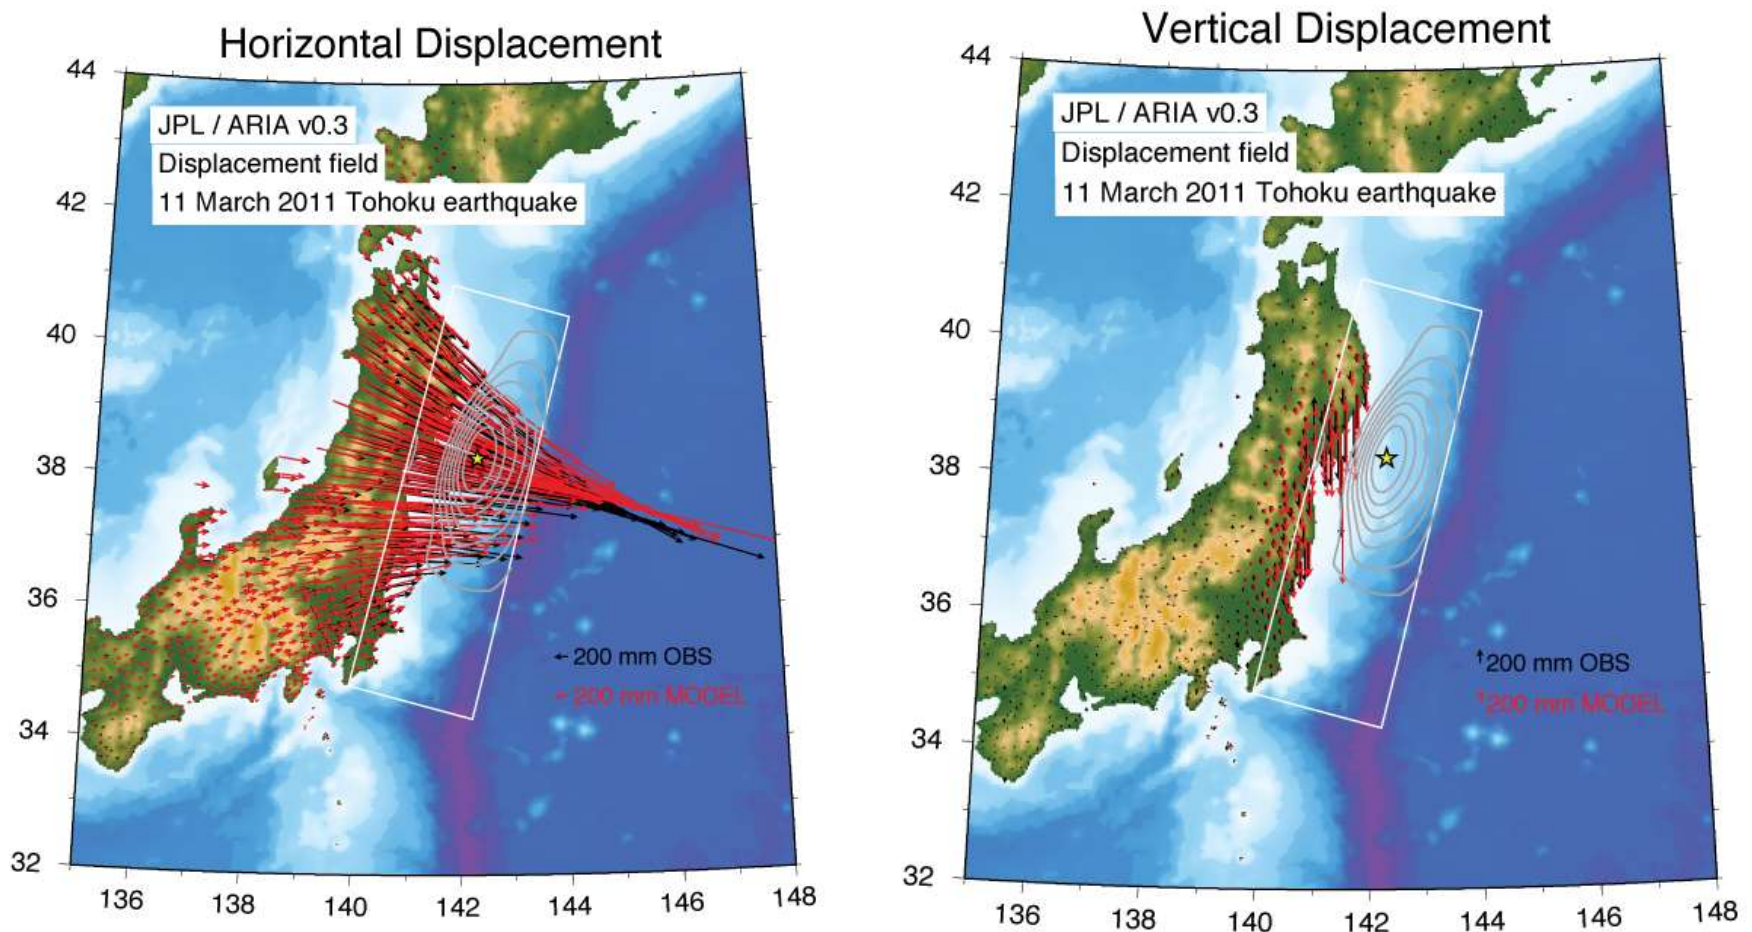 Horizontal Displacement
44
42
40
38
36
34
32
JPL / ARIA v0.3
Displacement field
11 March 2011 Tohoku earthquake
200 mm OBS
200 mm MODEL
136
138
140
142
144
146
148
Vertical Displacement
44
42
40
38
36
34
32
JPL / ARIA v0.3
Displacement field
11 March 2011 Tohoku earthquake
200 mm OBS
200 mm MODEL
136
138
140
142
144
146
148